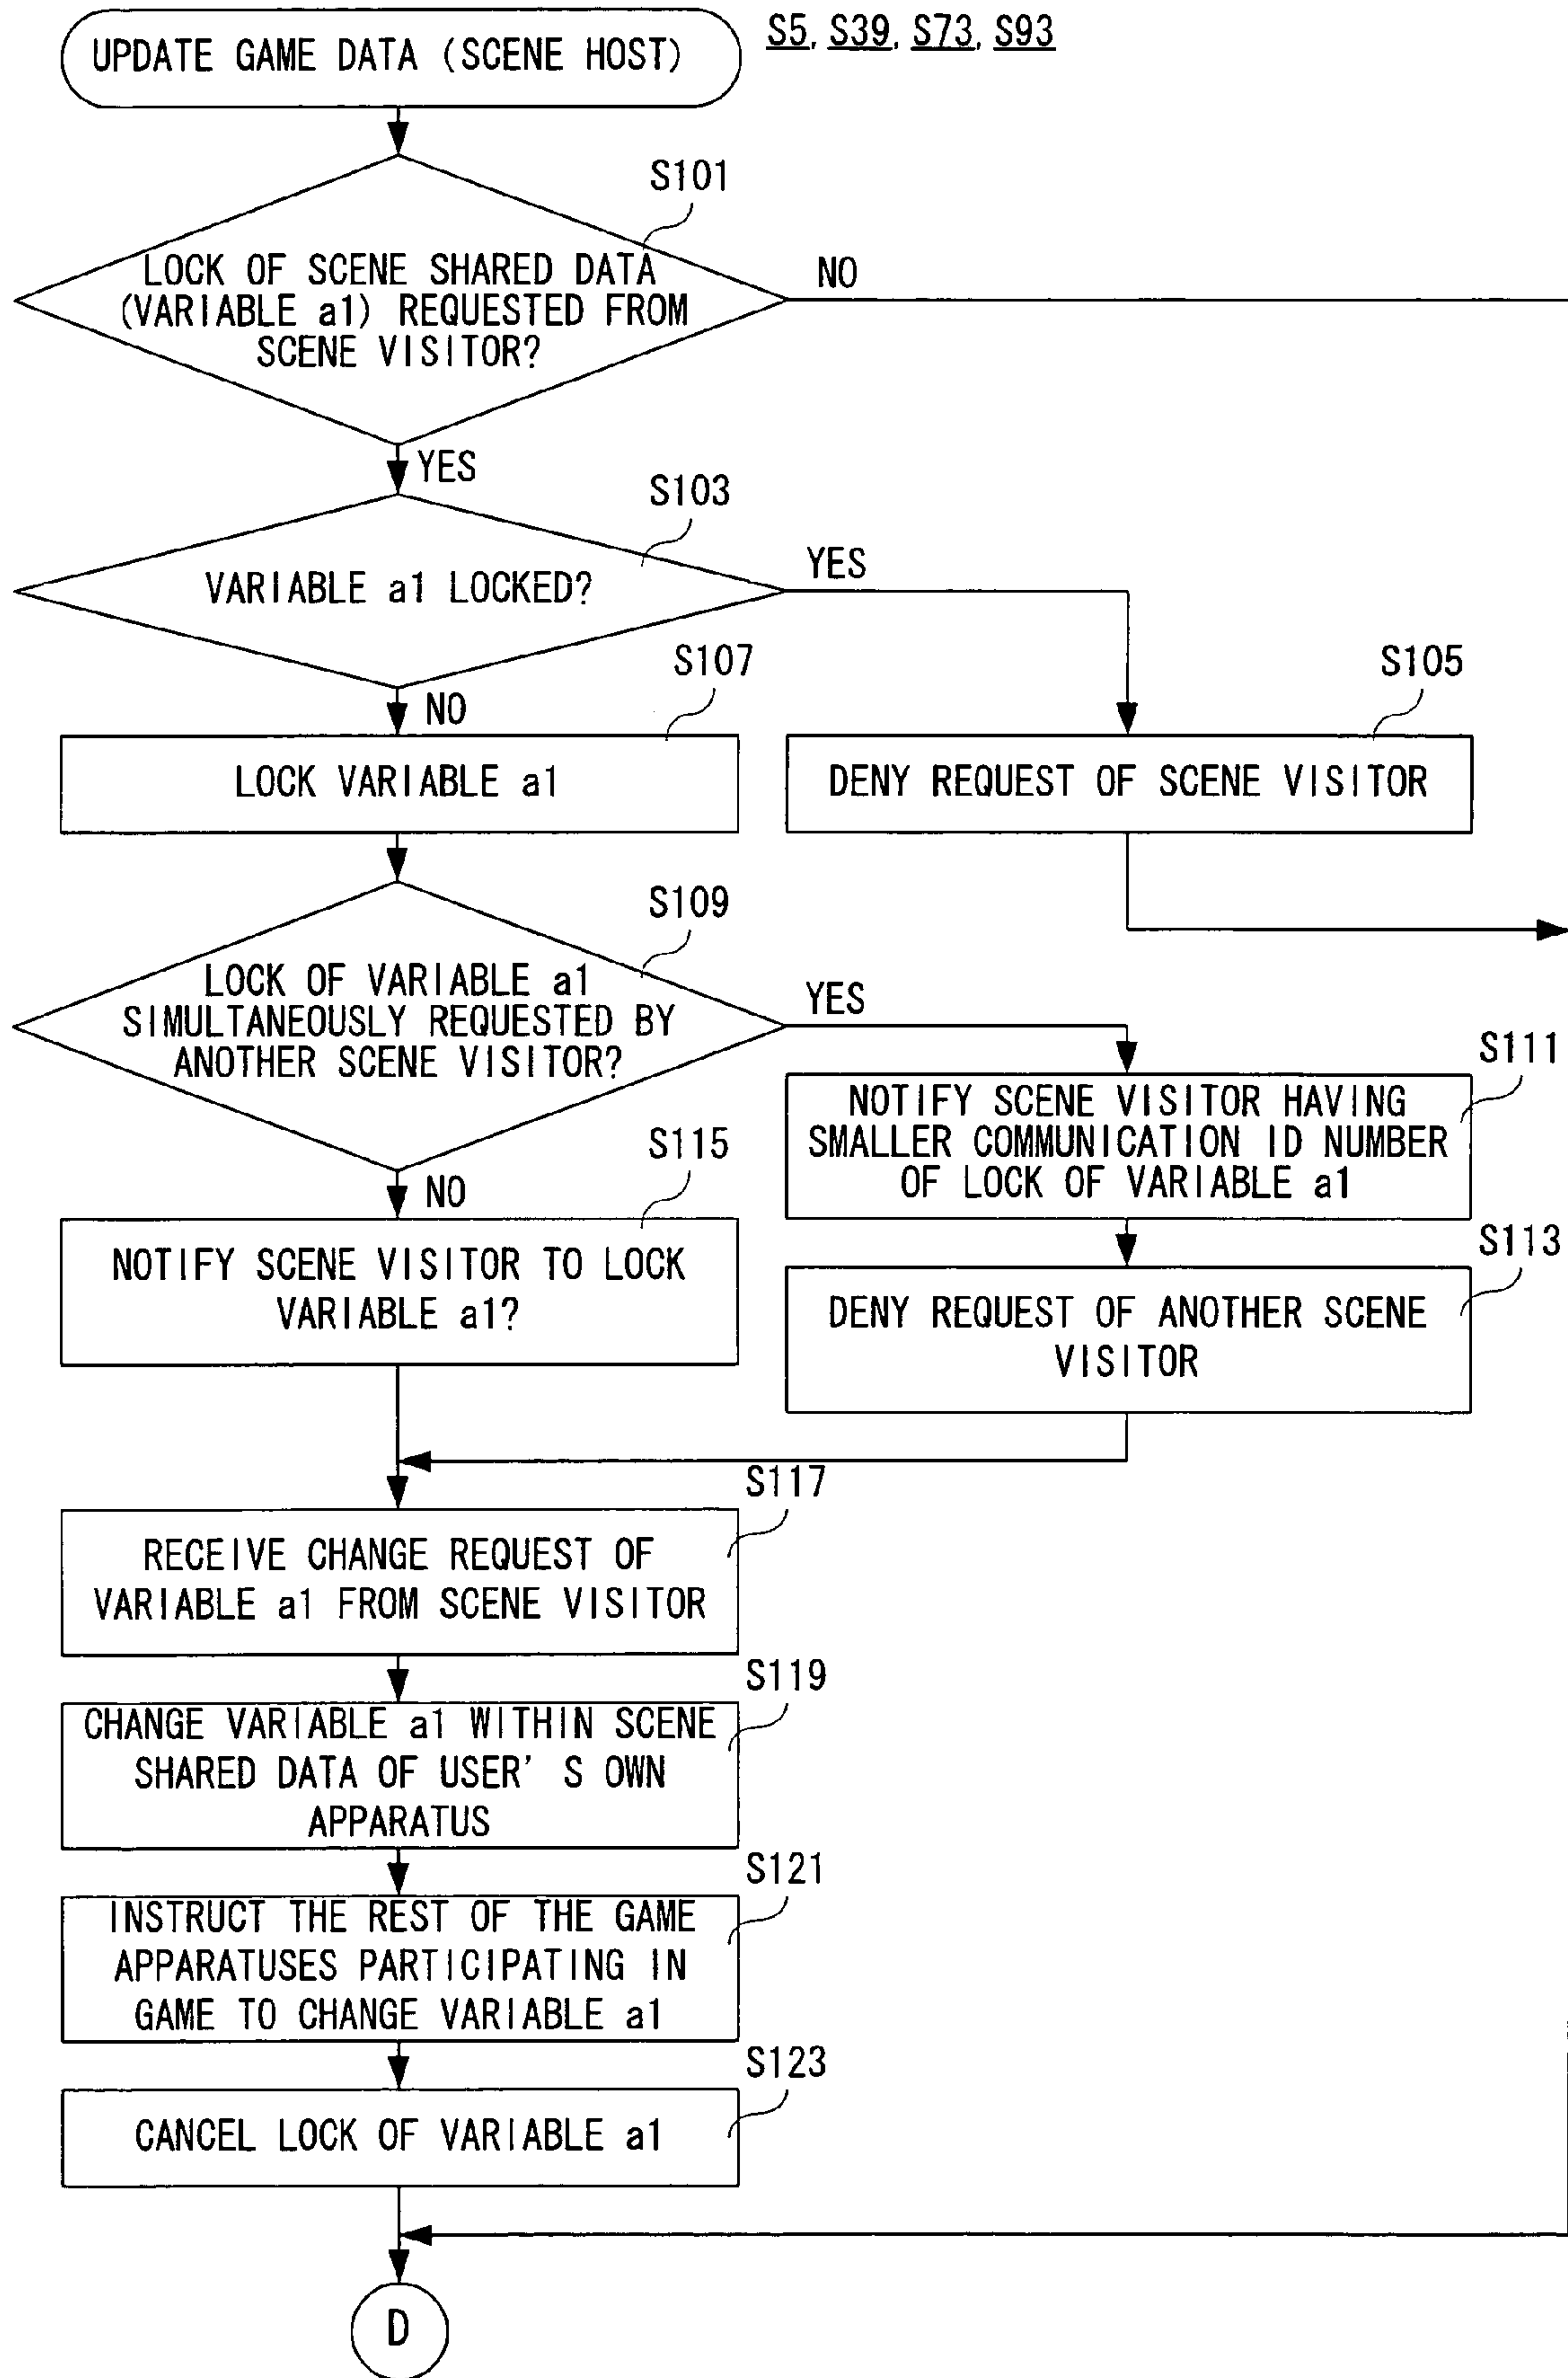 UPDATE GAME DATA (SCENE HOST)
S5, S39, S73, S93
S101
LOCK OF SCENE SHARED DATA
(VARIABLE a1) REQUESTED FROM
SCENE VISITOR?
NO
YES
S103
VARIABLE a1 LOCKED?
YES
NO
S107
LOCK VARIABLE a1
S105
DENY REQUEST OF SCENE VISITOR
S109
LOCK OF VARIABLE a1
SIMULTANEOUSLY REQUESTED BY
ANOTHER SCENE VISITOR?
YES
NO
S111
NOTIFY SCENE VISITOR HAVING
SMALLER COMMUNICATION ID NUMBER
OF LOCK OF VARIABLE a1
S115
NOTIFY SCENE VISITOR TO LOCK
VARIABLE a1?
S113
DENY REQUEST OF ANOTHER SCENE
VISITOR
S117
RECEIVE CHANGE REQUEST OF
VARIABLE a1 FROM SCENE VISITOR
S119
CHANGE VARIABLE a1 WITHIN SCENE
SHARED DATA OF USER' S OWN
APPARATUS
S121
INSTRUCT THE REST OF THE GAME
APPARATUSES PARTICIPATING IN
GAME TO CHANGE VARIABLE a1
S123
CANCEL LOCK OF VARIABLE a1
D